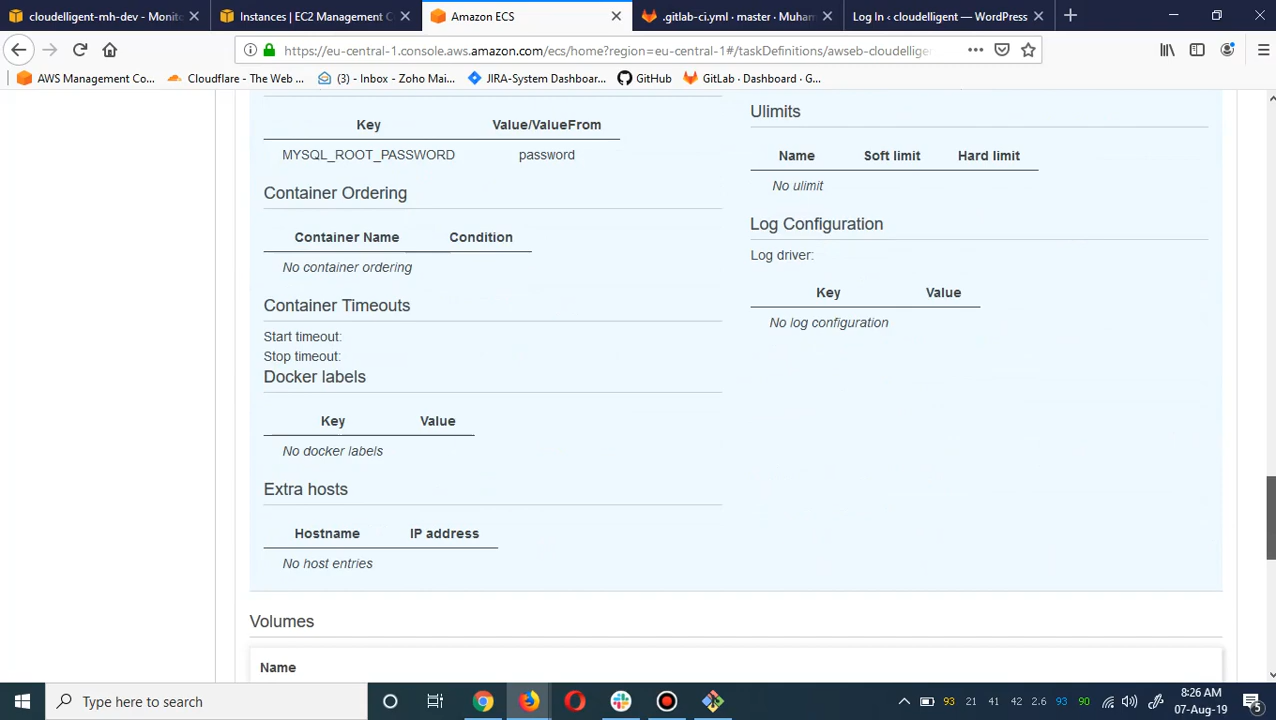 cloudelligent-mh-dev - Monito
Instances | EC2 Management C
Amazon ECS
.gitlab-ci.yml · master · Muham
Log In ‹ cloudelligent — WordPress
https://eu-central-1.console.aws.amazon.com/ecs/home?region=eu-central-1#/taskDefinitions/awseb-cloudellige
AWS Management Co...
Cloudflare - The Web ...
(3) - Inbox - Zoho Mai...
JIRA-System Dashboar...
GitHub
GitLab · Dashboard · G...
Key Value/ValueFrom
MYSQL_ROOT_PASSWORD password
Container Ordering
Container Name Condition
No container ordering
Container Timeouts
Start timeout:
Stop timeout:
Docker labels
Key Value
No docker labels
Extra hosts
Hostname IP address
No host entries
Ulimits
Name Soft limit Hard limit
No ulimit
Log Configuration
Log driver:
Key Value
No log configuration
Volumes
Name
Type here to search
93 21 41 42 2.6 93 90
8:26 AM
07-Aug-19
5